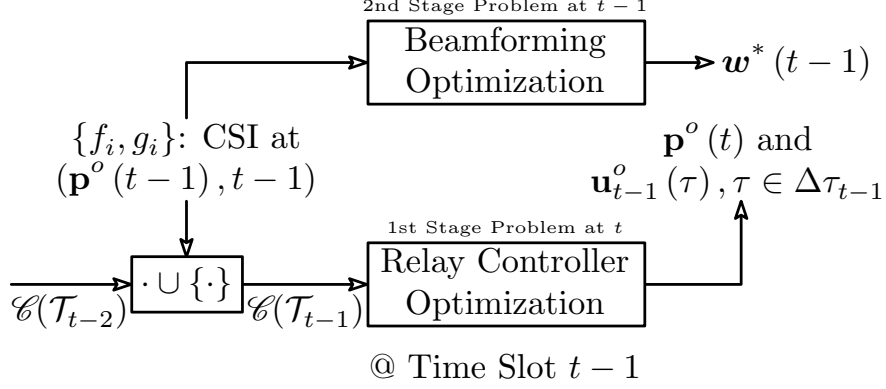 2nd Stage Problem at t − 1
Beamforming
Optimization
w* (t − 1)
{f_i, g_i}: CSI at
(p^o (t − 1), t − 1)
p^o (t) and
u^o_{t−1} (τ), τ ∈ Δτ_{t−1}
1st Stage Problem at t
Relay Controller
Optimization
· ∪ {·}
𝒞(𝒯_{t−2})
𝒞(𝒯_{t−1})
@ Time Slot t − 1